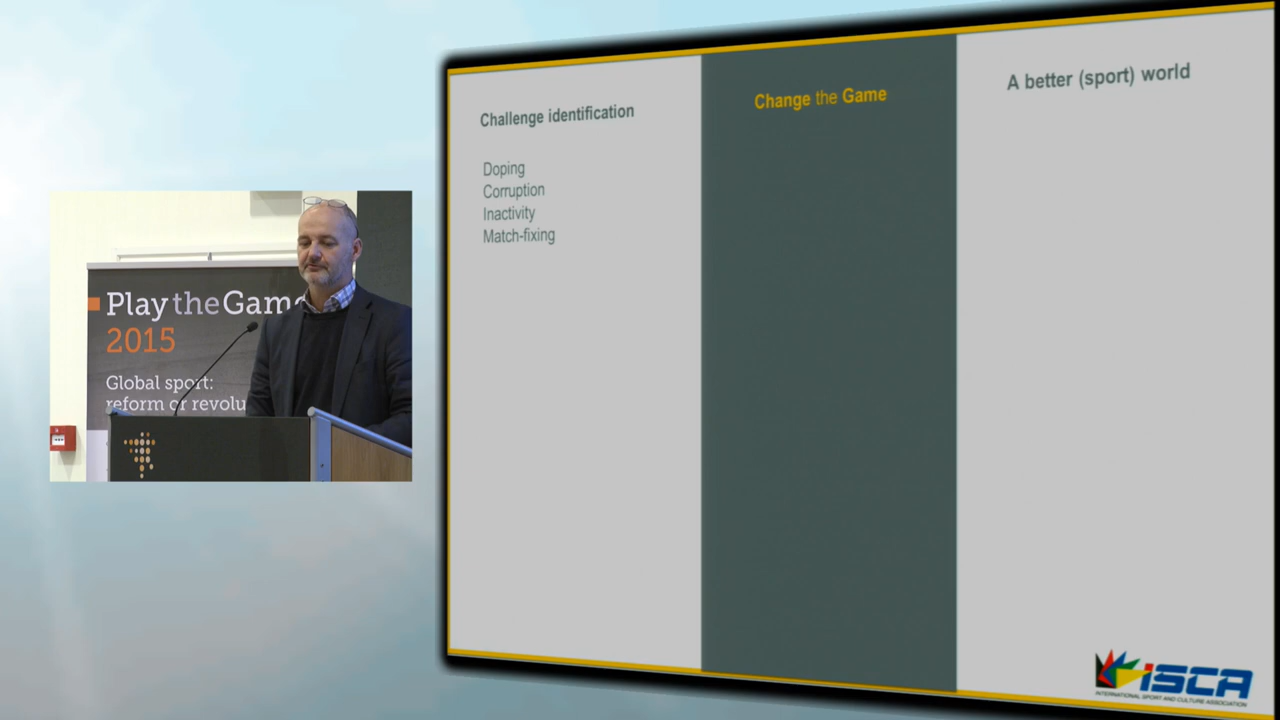 Play the Game
2015
Global sport:
reform or revolu
Challenge identification
Doping
Corruption
Inactivity
Match-fixing
Change the Game
A better (sport) world
ISCA
INTERNATIONAL SPORT AND CULTURE ASSOCIATION